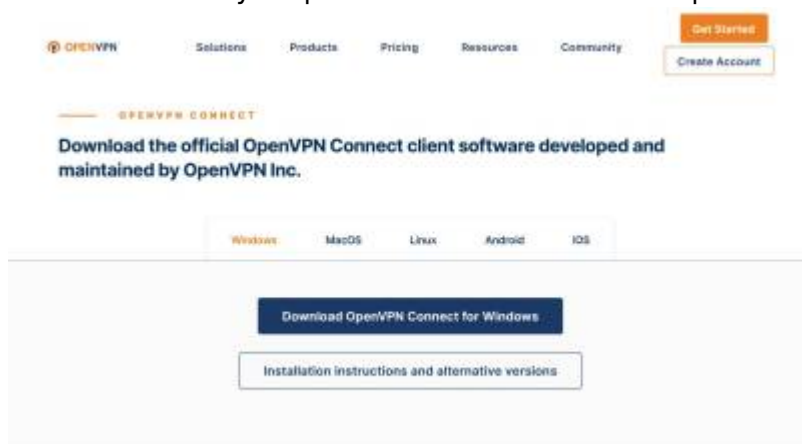 Get Started
OPENVPN Solutions Products Pricing Resources Community
Create Account
OPENVPN CONNECT
Download the official OpenVPN Connect client software developed and
maintained by OpenVPN Inc.
Windows MacOS Linux Android iOS
Download OpenVPN Connect for Windows
Installation instructions and alternative versions